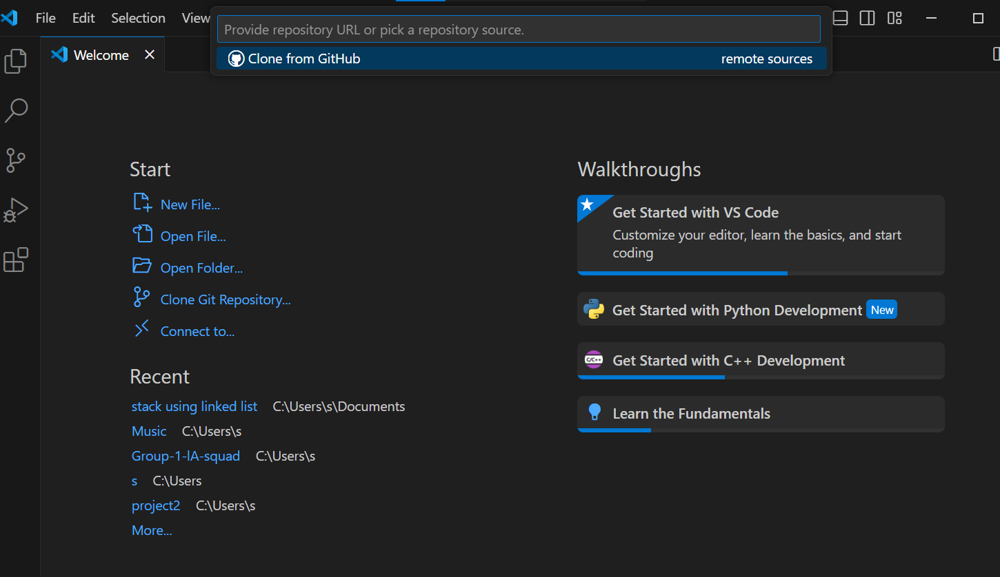 File Edit Selection View
Provide repository URL or pick a repository source.
Clone from GitHub remote sources
Welcome
Start
New File...
Open File...
Open Folder...
Clone Git Repository...
Connect to...
Recent
stack using linked list C:\Users\s\Documents
Music C:\Users\s
Group-1-lA-squad C:\Users\s
s C:\Users
project2 C:\Users\s
More...
Walkthroughs
Get Started with VS Code
Customize your editor, learn the basics, and start
coding
Get Started with Python Development New
C/C++ Get Started with C++ Development
Learn the Fundamentals